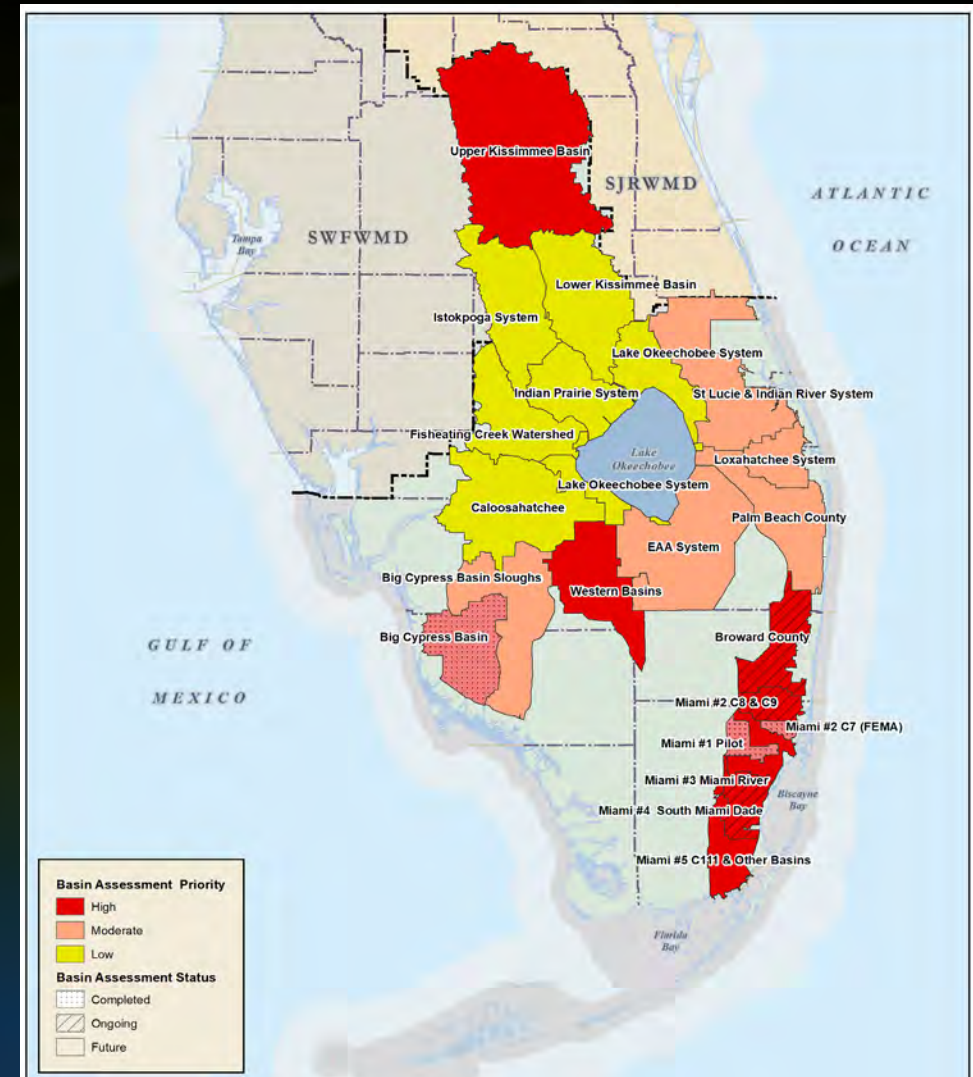 Upper Kissimmee Basin
SJRWMD
ATLANTIC
OCEAN
SWFWMD
Tampa
Bay
Lower Kissimmee Basin
Istokpoga System
Lake Okeechobee System
Indian Prairie System
St Lucie & Indian River System
Fisheating Creek Watershed
Lake
Okeechobee
Loxahatchee System
Lake Okeechobee System
Caloosahatchee
Palm Beach County
EAA System
Big Cypress Basin Sloughs
Western Basins
Big Cypress Basin
Broward County
GULF OF
MEXICO
Miami #2 C8 & C9
Miami #2 C7 (FEMA)
Miami #1 Pilot
Miami #3 Miami River
Biscayne
Bay
Miami #4 South Miami Dade
Miami #5 C111 & Other Basins
Florida
Bay
Basin Assessment Priority
High
Moderate
Low
Basin Assessment Status
Completed
Ongoing
Future